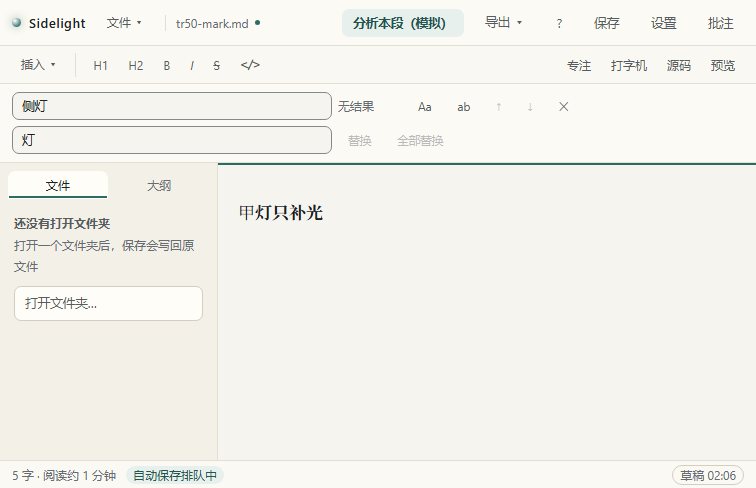 Sidelight 文件 ▾ tr50-mark.md ● 分析本段（模拟） 导出 ▾ ? 保存 设置 批注
插入 ▾ H1 H2 B I S </> 专注 打字机 源码 预览
侧灯 无结果 Aa ab ↑ ↓ ×
灯 替换 全部替换
文件 大纲
还没有打开文件夹
打开一个文件夹后，保存会写回原
文件
打开文件夹...
甲灯只补光
5 字 · 阅读约 1 分钟 自动保存排队中 草稿 02:06